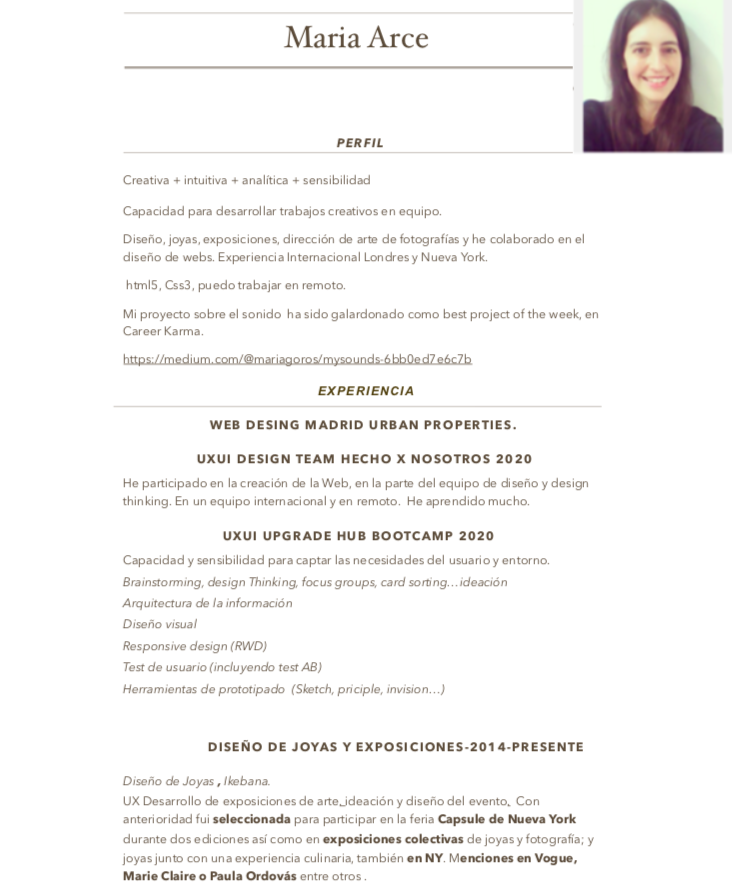 Maria Arce
PERFIL
Creativa + intuitiva + analítica + sensibilidad
Capacidad para desarrollar trabajos creativos en equipo.
Diseño, joyas, exposiciones, dirección de arte de fotografías y he colaborado en el
diseño de webs. Experiencia Internacional Londres y Nueva York.
html5, Css3, puedo trabajar en remoto.
Mi proyecto sobre el sonido ha sido galardonado como best project of the week, en
Career Karma.
https://medium.com/@mariagoros/mysounds-6bb0ed7e6c7b
EXPERIENCIA
WEB DESING MADRID URBAN PROPERTIES.
UXUI DESIGN TEAM HECHO X NOSOTROS 2020
He participado en la creación de la Web, en la parte del equipo de diseño y design
thinking. En un equipo internacional y en remoto. He aprendido mucho.
UXUI UPGRADE HUB BOOTCAMP 2020
Capacidad y sensibilidad para captar las necesidades del usuario y entorno.
Brainstorming, design Thinking, focus groups, card sorting...ideación
Arquitectura de la información
Diseño visual
Responsive design (RWD)
Test de usuario (incluyendo test AB)
Herramientas de prototipado (Sketch, priciple, invision...)
DISEÑO DE JOYAS Y EXPOSICIONES-2014-PRESENTE
Diseño de Joyas , Ikebana.
UX Desarrollo de exposiciones de arte,ideación y diseño del evento, Con
anterioridad fui seleccionada para participar en la feria Capsule de Nueva York
durante dos ediciones así como en exposiciones colectivas de joyas y fotografía; y
joyas junto con una experiencia culinaria, también en NY. Menciones en Vogue,
Marie Claire o Paula Ordovás entre otros .